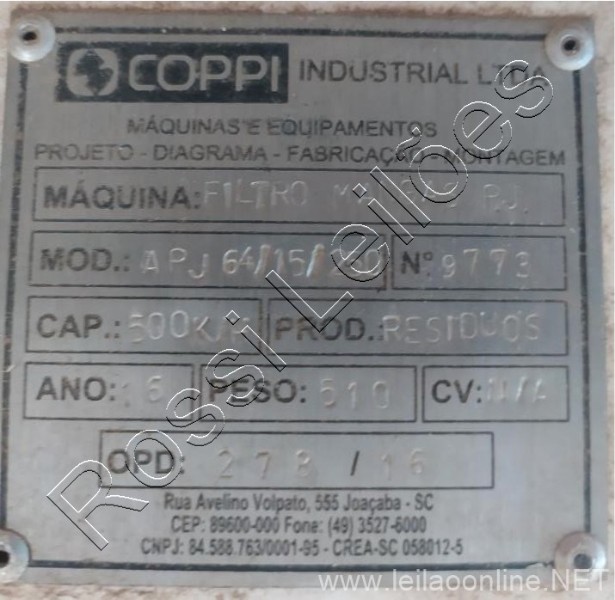 COPPI INDUSTRIAL LTDA
MÁQUINAS E EQUIPAMENTOS
PROJETO - DIAGRAMA - FABRICAÇÃO - MONTAGEM
MÁQUINA: FILTRO MANGAS PJ
MOD.: APJ 64/15/ Nº 9773
CAP.: PROD.: RESIDUOS
ANO: 16 PESO: 510 CV: N/A
OPD: 278 / 16
Rua Avelino Volpato, 555 Joaçaba - SC
CEP: 89600-000 Fone: (49) 3527-6000
CNPJ: 84.588.763/0001-95 - CREA-SC 058012-5
Rossi Leilões
www.leilaoonline.NET